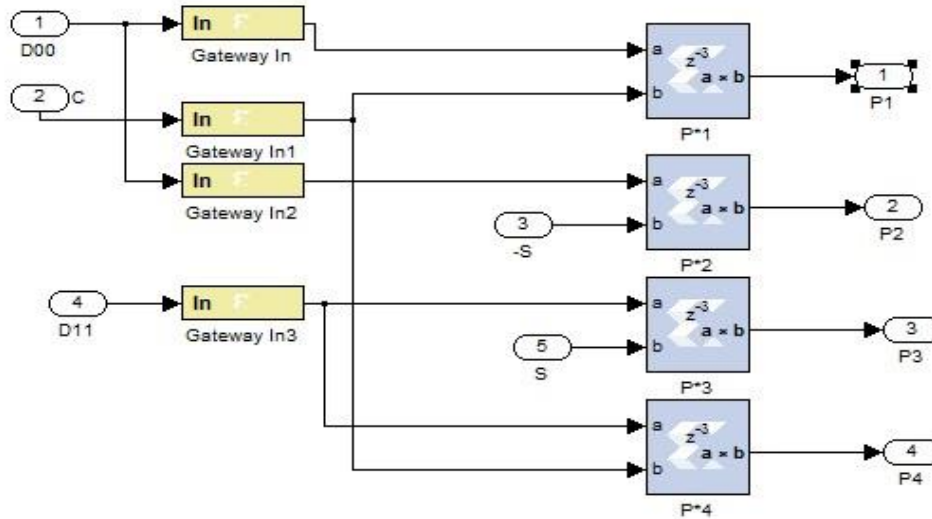 1
D00
In
Gateway In
2
C
In
Gateway In1
In
Gateway In2
4
D11
In
Gateway In3
3
-S
5
S
a
b
z⁻³
a × b
P*1
a
b
z⁻³
a × b
P*2
a
b
z⁻³
a × b
P*3
a
b
z⁻³
a × b
P*4
1
P1
2
P2
3
P3
4
P4